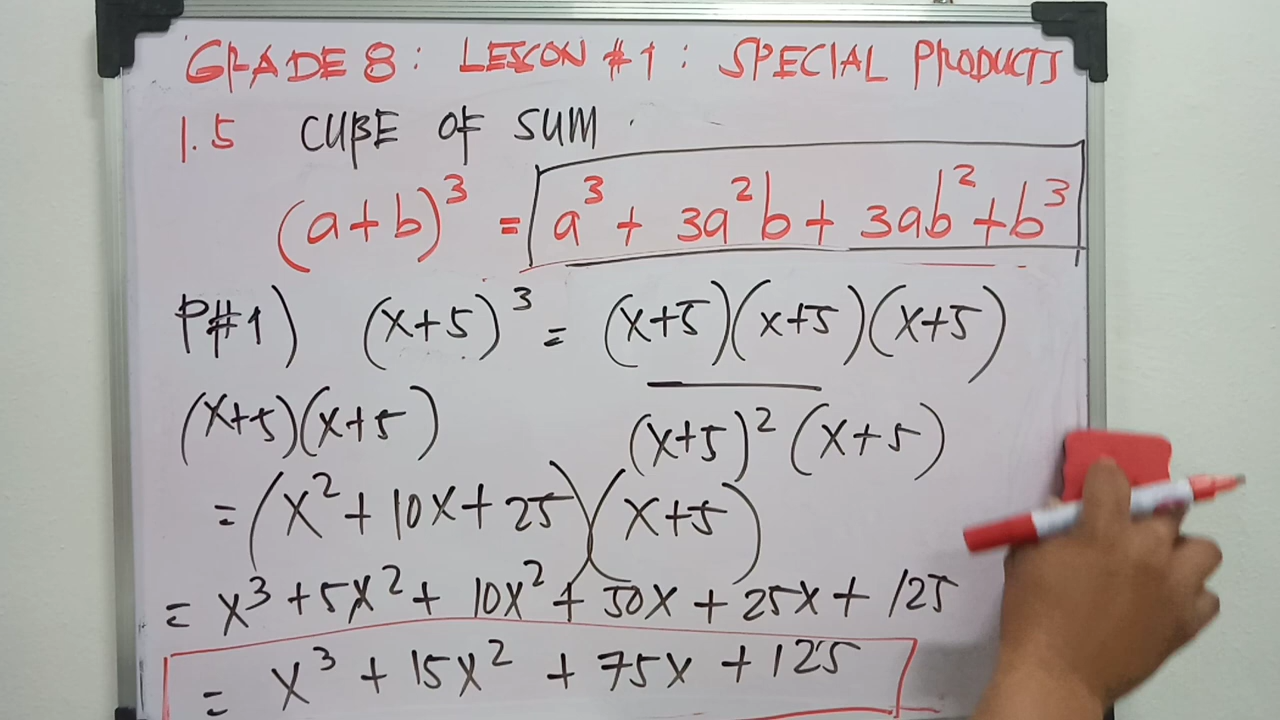 GRADE 8: LESSON #1: SPECIAL PRODUCTS
1.5 CUBE OF SUM.
(a+b)³ = a³ + 3a²b + 3ab² + b³
P#1) (x+5)³ = (x+5)(x+5)(x+5)
(x+5)(x+5) (x+5)² (x+5)
= (x² + 10x + 25)(x+5)
= x³ + 5x² + 10x² + 50x + 25x + 125
= x³ + 15x² + 75x + 125